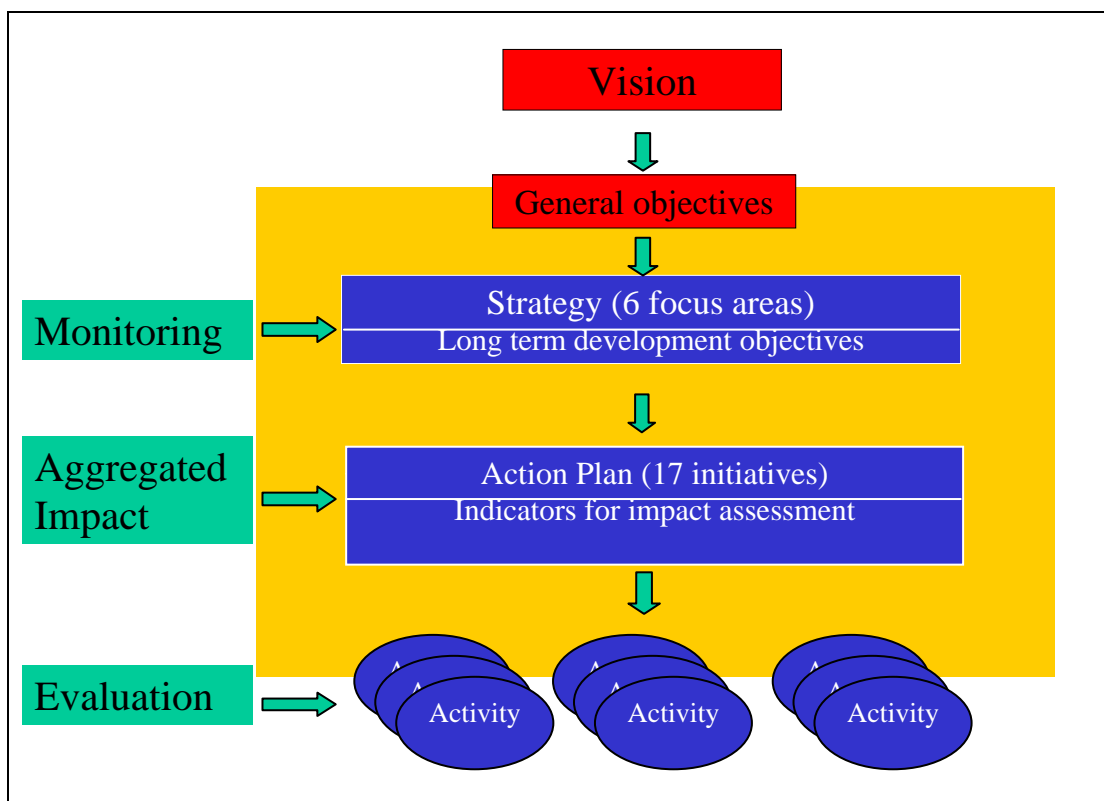 Vision
General objectives
Strategy (6 focus areas)
Monitoring
Long term development objectives
Aggregated
Impact
Action Plan (17 initiatives)
Indicators for impact assessment
Evaluation
Activity
Activity
Activity